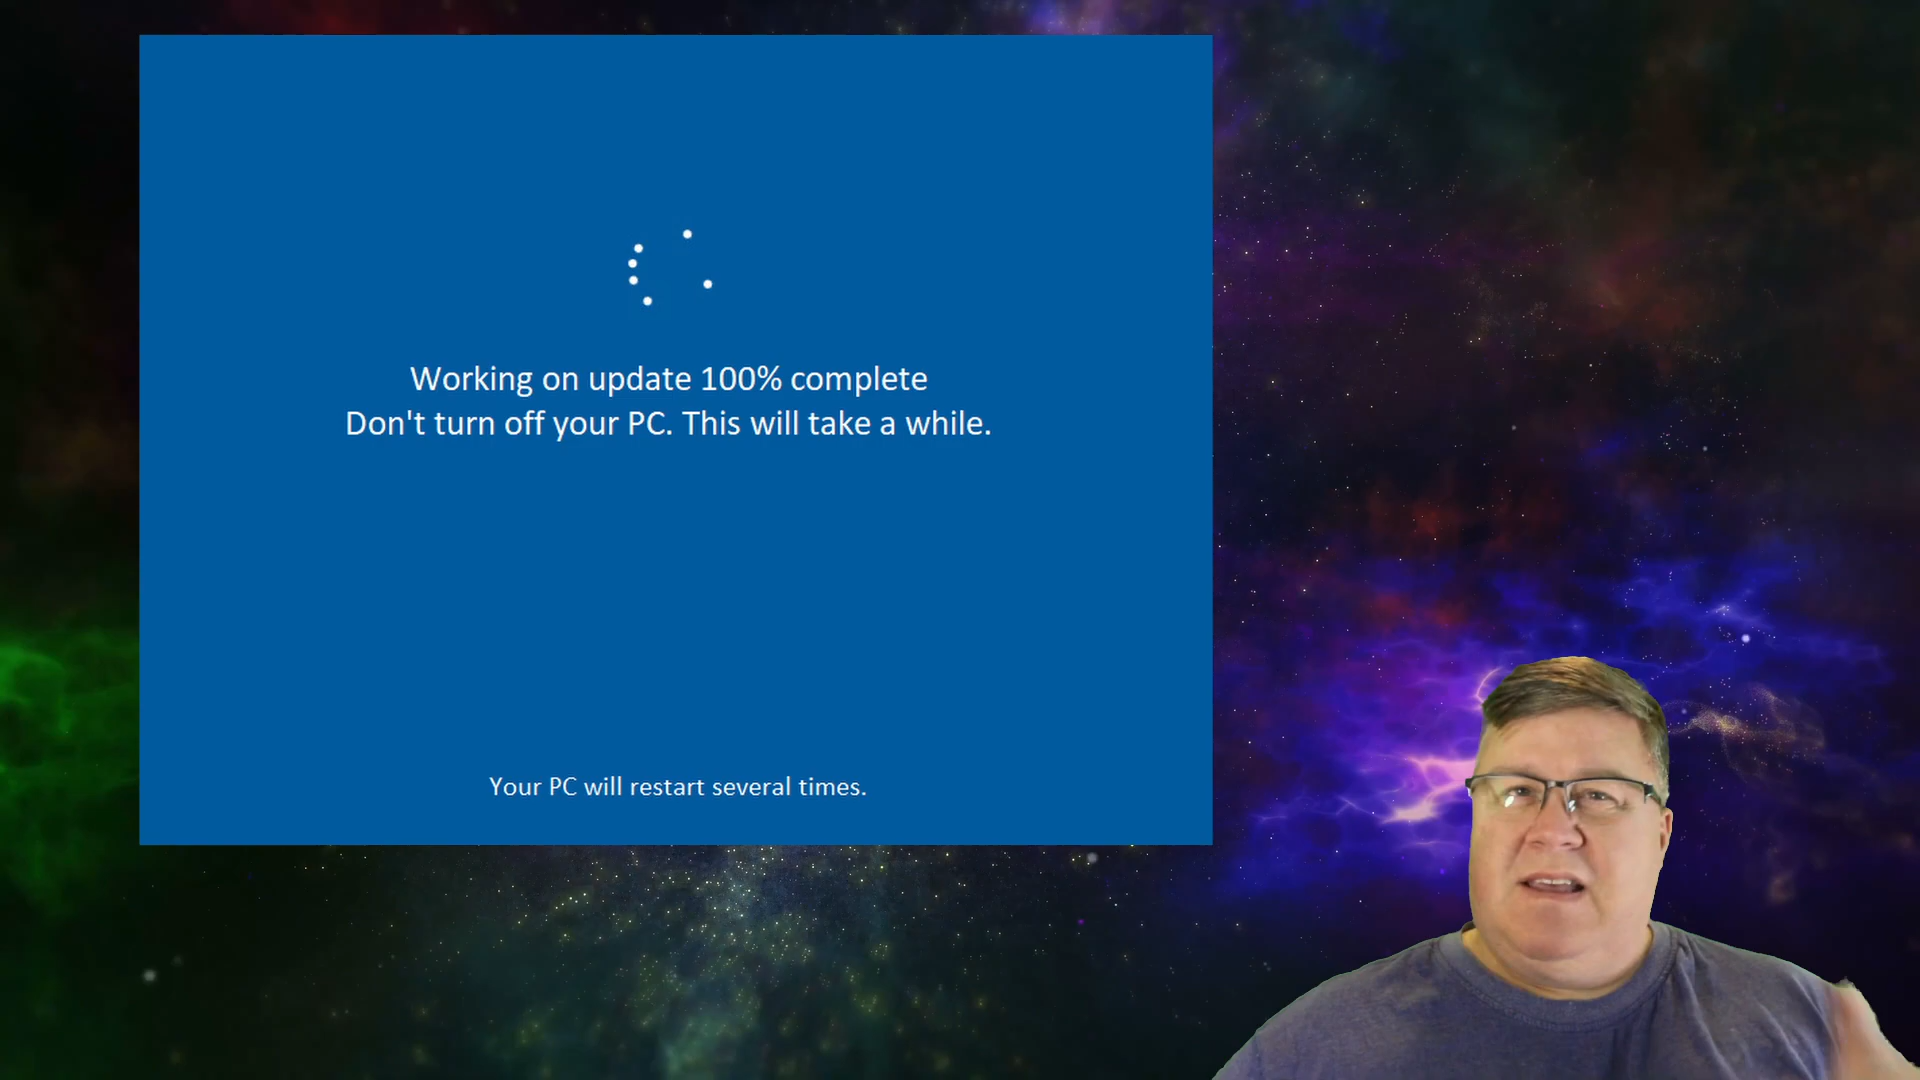 Working on update 100% complete
Don't turn off your PC. This will take a while.
Your PC will restart several times.